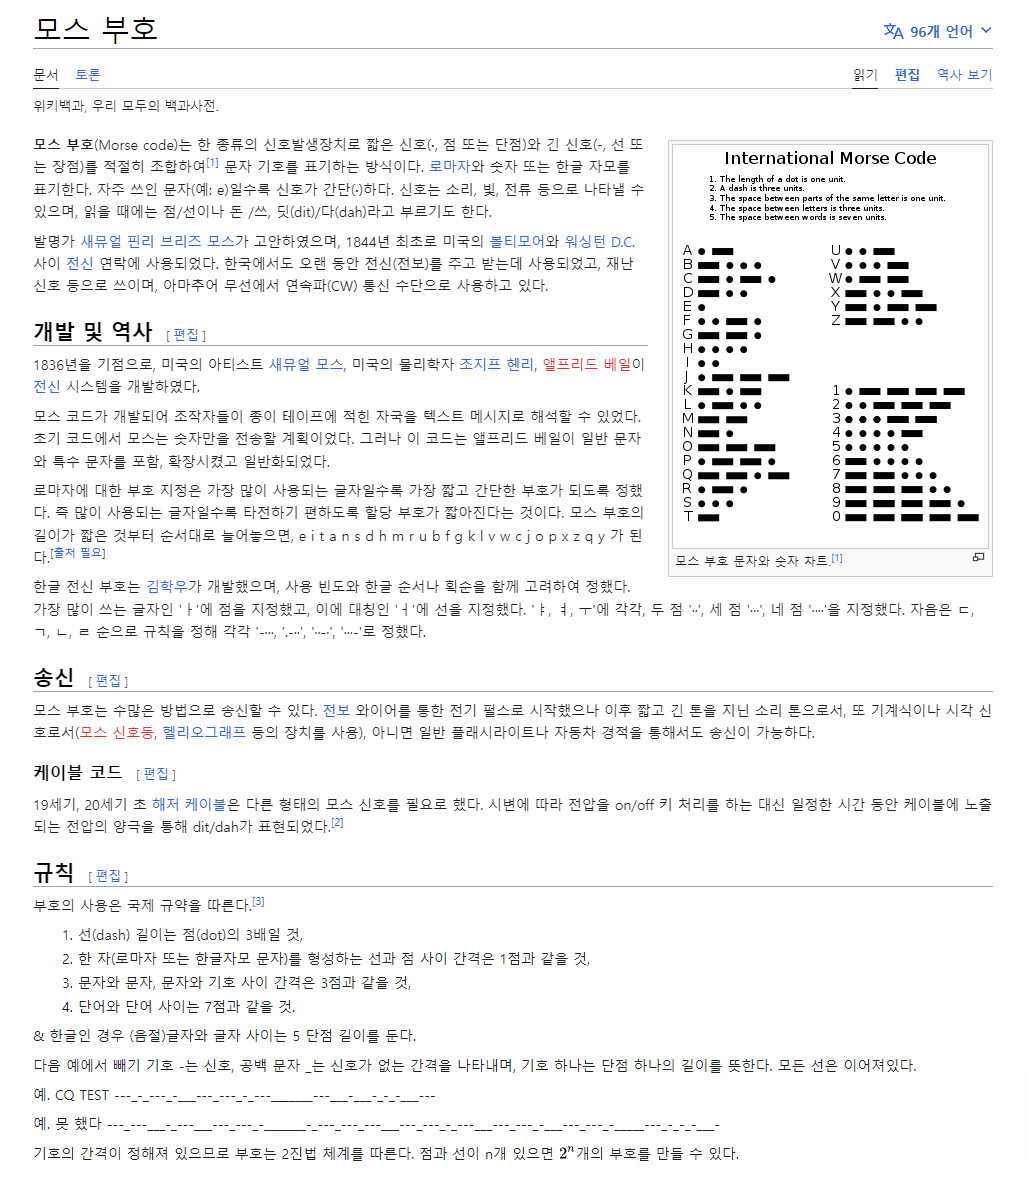 모스 부호
96개 언어
문서 토론
읽기 편집 역사 보기
위키백과, 우리 모두의 백과사전.
모스 부호(Morse code)는 한 종류의 신호발생장치로 짧은 신호(·, 점 또는 단점)와 긴 신호(-, 선 또
는 장점)를 적절히 조합하여[1] 문자 기호를 표기하는 방식이다. 로마자와 숫자 또는 한글 자모를
표기한다. 자주 쓰인 문자(예: e)일수록 신호가 간단(·)하다. 신호는 소리, 빛, 전류 등으로 나타낼 수
있으며, 읽을 때에는 점/선이나 돈 /쓰, 딧(dit)/다(dah)라고 부르기도 한다.
발명가 새뮤얼 핀리 브리즈 모스가 고안하였으며, 1844년 최초로 미국의 볼티모어와 워싱턴 D.C.
사이 전신 연락에 사용되었다. 한국에서도 오랜 동안 전신(전보)를 주고 받는데 사용되었고, 재난
신호 등으로 쓰이며, 아마추어 무선에서 연속파(CW) 통신 수단으로 사용하고 있다.
International Morse Code
1. The length of a dot is one unit.
2. A dash is three units.
3. The space between parts of the same letter is one unit.
4. The space between letters is three units.
5. The space between words is seven units.
A
B
C
D
E
F
G
H
I
J
K
L
M
N
O
P
Q
R
S
T
U
V
W
X
Y
Z
1
2
3
4
5
6
7
8
9
0
모스 부호 문자와 숫자 차트.[1]
개발 및 역사 [ 편집 ]
1836년을 기점으로, 미국의 아티스트 새뮤얼 모스, 미국의 물리학자 조지프 헨리, 앨프리드 베일이
전신 시스템을 개발하였다.
모스 코드가 개발되어 조작자들이 종이 테이프에 적힌 자국을 텍스트 메시지로 해석할 수 있었다.
초기 코드에서 모스는 숫자만을 전송할 계획이었다. 그러나 이 코드는 앨프리드 베일이 일반 문자
와 특수 문자를 포함, 확장시켰고 일반화되었다.
로마자에 대한 부호 지정은 가장 많이 사용되는 글자일수록 가장 짧고 간단한 부호가 되도록 정했
다. 즉 많이 사용되는 글자일수록 타전하기 편하도록 할당 부호가 짧아진다는 것이다. 모스 부호의
길이가 짧은 것부터 순서대로 늘어놓으면, e i t a n s d h m r u b f g k l v w c j o p x z q y 가 된
다.[출처 필요]
한글 전신 부호는 김학우가 개발했으며, 사용 빈도와 한글 순서나 획순을 함께 고려하여 정했다.
가장 많이 쓰는 글자인 'ㅏ'에 점을 지정했고, 이에 대칭인 'ㅓ'에 선을 지정했다. 'ㅑ, ㅕ, ㅜ'에 각각, 두 점 '··', 세 점 '···', 네 점 '····'을 지정했다. 자음은 ㄷ,
ㄱ, ㄴ, ㄹ 순으로 규칙을 정해 각각 '-···', '.-··', '··-·', '···-'로 정했다.
송신 [ 편집 ]
모스 부호는 수많은 방법으로 송신할 수 있다. 전보 와이어를 통한 전기 펄스로 시작했으나 이후 짧고 긴 톤을 지닌 소리 톤으로서, 또 기계식이나 시각 신
호로서(모스 신호등, 헬리오그래프 등의 장치를 사용), 아니면 일반 플래시라이트나 자동차 경적을 통해서도 송신이 가능하다.
케이블 코드 [ 편집 ]
19세기, 20세기 초 해저 케이블은 다른 형태의 모스 신호를 필요로 했다. 시변에 따라 전압을 on/off 키 처리를 하는 대신 일정한 시간 동안 케이블에 노출
되는 전압의 양극을 통해 dit/dah가 표현되었다.[2]
규칙 [ 편집 ]
부호의 사용은 국제 규약을 따른다.[3]
1. 선(dash) 길이는 점(dot)의 3배일 것,
2. 한 자(로마자 또는 한글자모 문자)를 형성하는 선과 점 사이 간격은 1점과 같을 것,
3. 문자와 문자, 문자와 기호 사이 간격은 3점과 같을 것,
4. 단어와 단어 사이는 7점과 같을 것.
& 한글인 경우 (음절)글자와 글자 사이는 5 단점 길이를 둔다.
다음 예에서 빼기 기호 -는 신호, 공백 문자 _는 신호가 없는 간격을 나타내며, 기호 하나는 단점 하나의 길이를 뜻한다. 모든 선은 이어져있다.
예. CQ TEST ---_-_---_-___---_---_-_---_______---___-___-_-_-___---
예. 못 했다 ---_---___-_---___---_---_-_______-_---_---_---___---_---_-_---___---_---_-___---_---_-_____---_-_-_-___-
기호의 간격이 정해져 있으므로 부호는 2진법 체계를 따른다. 점과 선이 n개 있으면 2ⁿ개의 부호를 만들 수 있다.